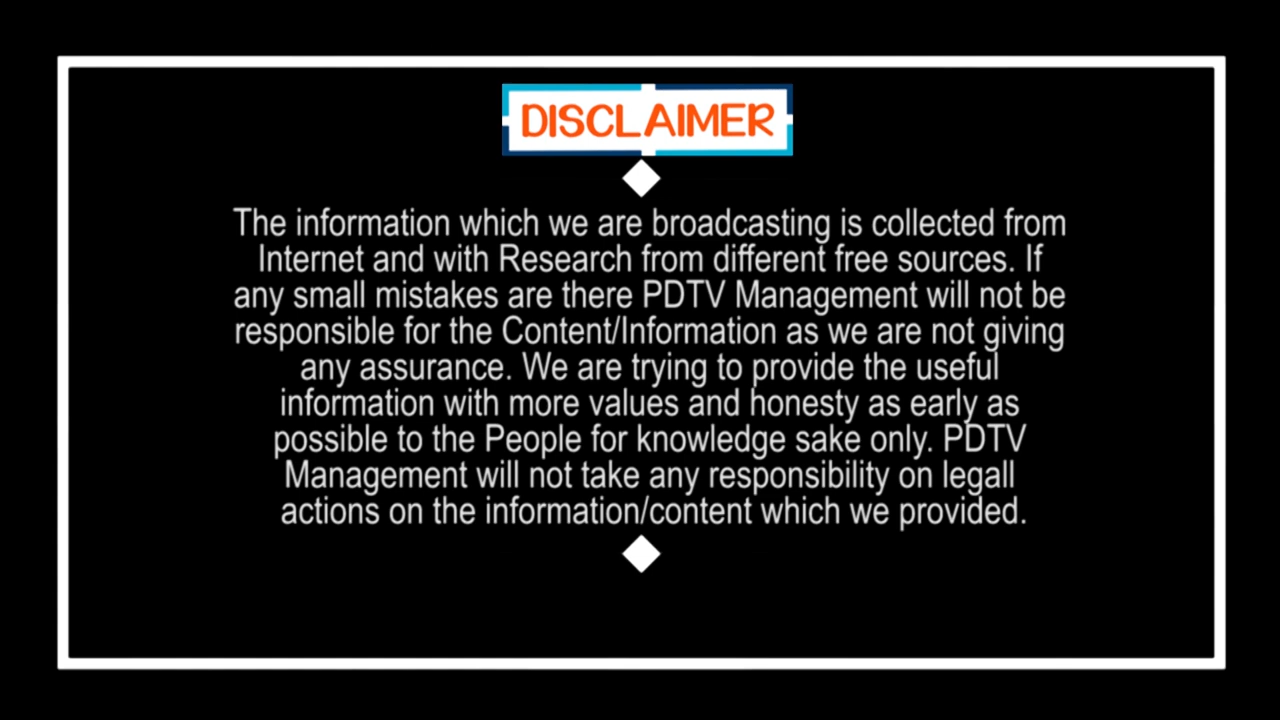 DISCLAIMER
The information which we are broadcasting is collected from
Internet and with Research from different free sources. If
any small mistakes are there PDTV Management will not be
responsible for the Content/Information as we are not giving
any assurance. We are trying to provide the useful
information with more values and honesty as early as
possible to the People for knowledge sake only. PDTV
Management will not take any responsibility on legall
actions on the information/content which we provided.